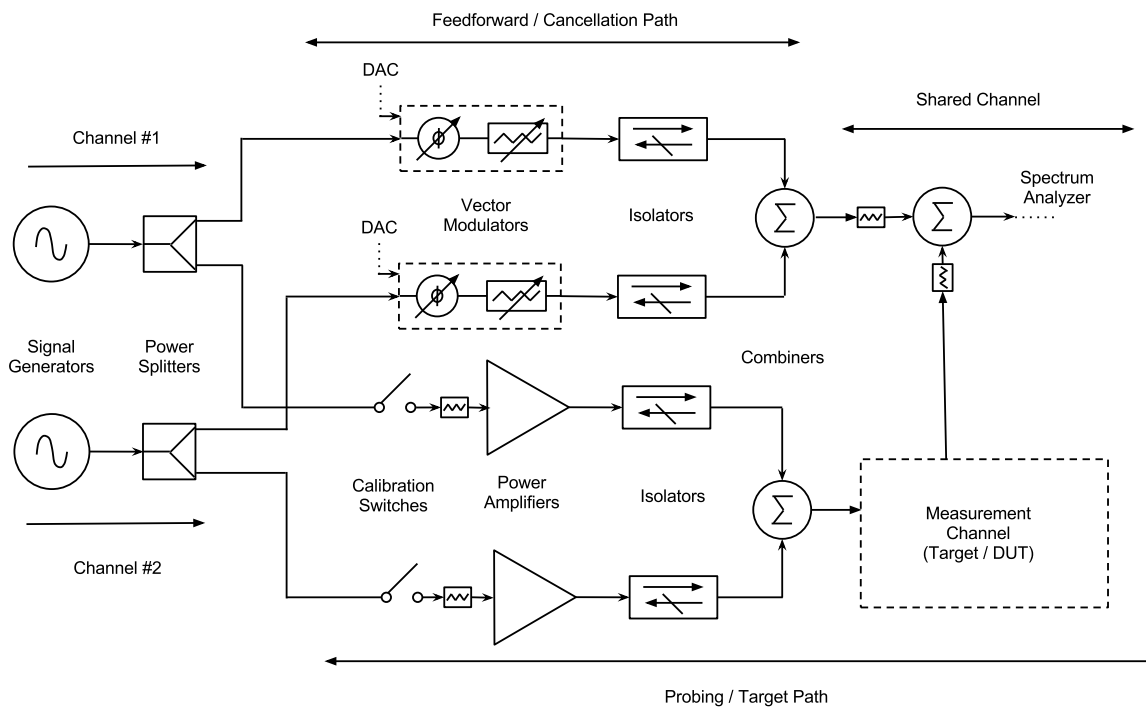 Feedforward / Cancellation Path
DAC
Shared Channel
Channel #1
ϕ
Spectrum
Analyzer
Vector
Modulators
Isolators
Σ
Σ
DAC
ϕ
Signal
Generators
Power
Splitters
Combiners
Calibration
Switches
Power
Amplifiers
Isolators
Σ
Measurement
Channel
(Target / DUT)
Channel #2
Probing / Target Path